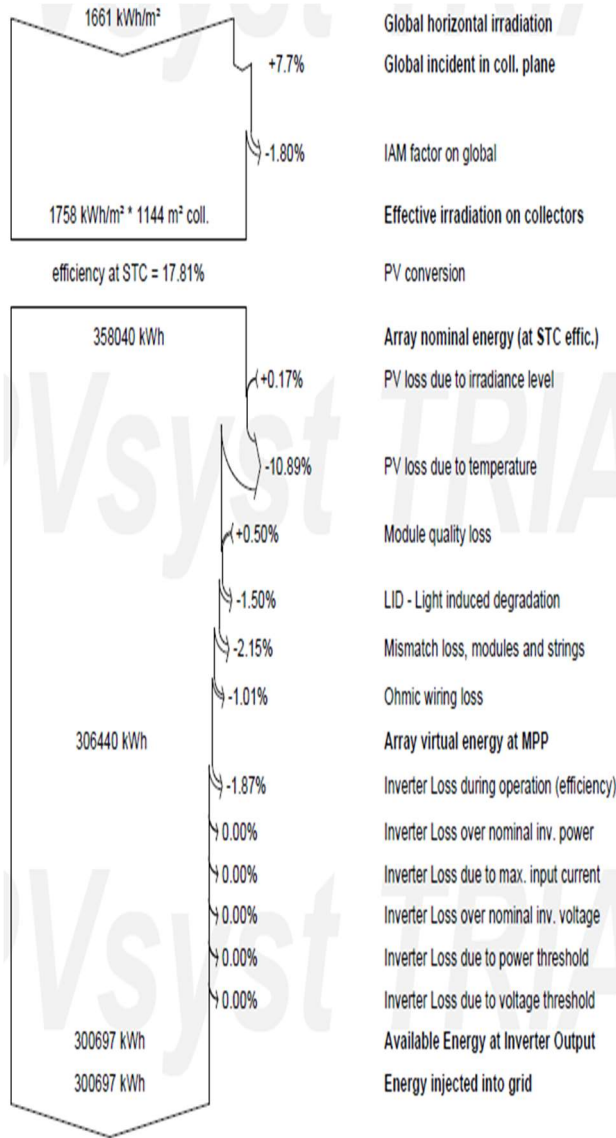 1661 kWh/m² Global horizontal irradiation
+7.7% Global incident in coll. plane
-1.80% IAM factor on global
1758 kWh/m² * 1144 m² coll. Effective irradiation on collectors
efficiency at STC = 17.81% PV conversion
358040 kWh Array nominal energy (at STC effic.)
+0.17% PV loss due to irradiance level
-10.89% PV loss due to temperature
+0.50% Module quality loss
-1.50% LID - Light induced degradation
-2.15% Mismatch loss, modules and strings
-1.01% Ohmic wiring loss
306440 kWh Array virtual energy at MPP
-1.87% Inverter Loss during operation (efficiency)
0.00% Inverter Loss over nominal inv. power
0.00% Inverter Loss due to max. input current
0.00% Inverter Loss over nominal inv. voltage
0.00% Inverter Loss due to power threshold
0.00% Inverter Loss due to voltage threshold
300697 kWh Available Energy at Inverter Output
300697 kWh Energy injected into grid
PVsyst TRIA
PVsyst TRIA
PVsyst TRIA